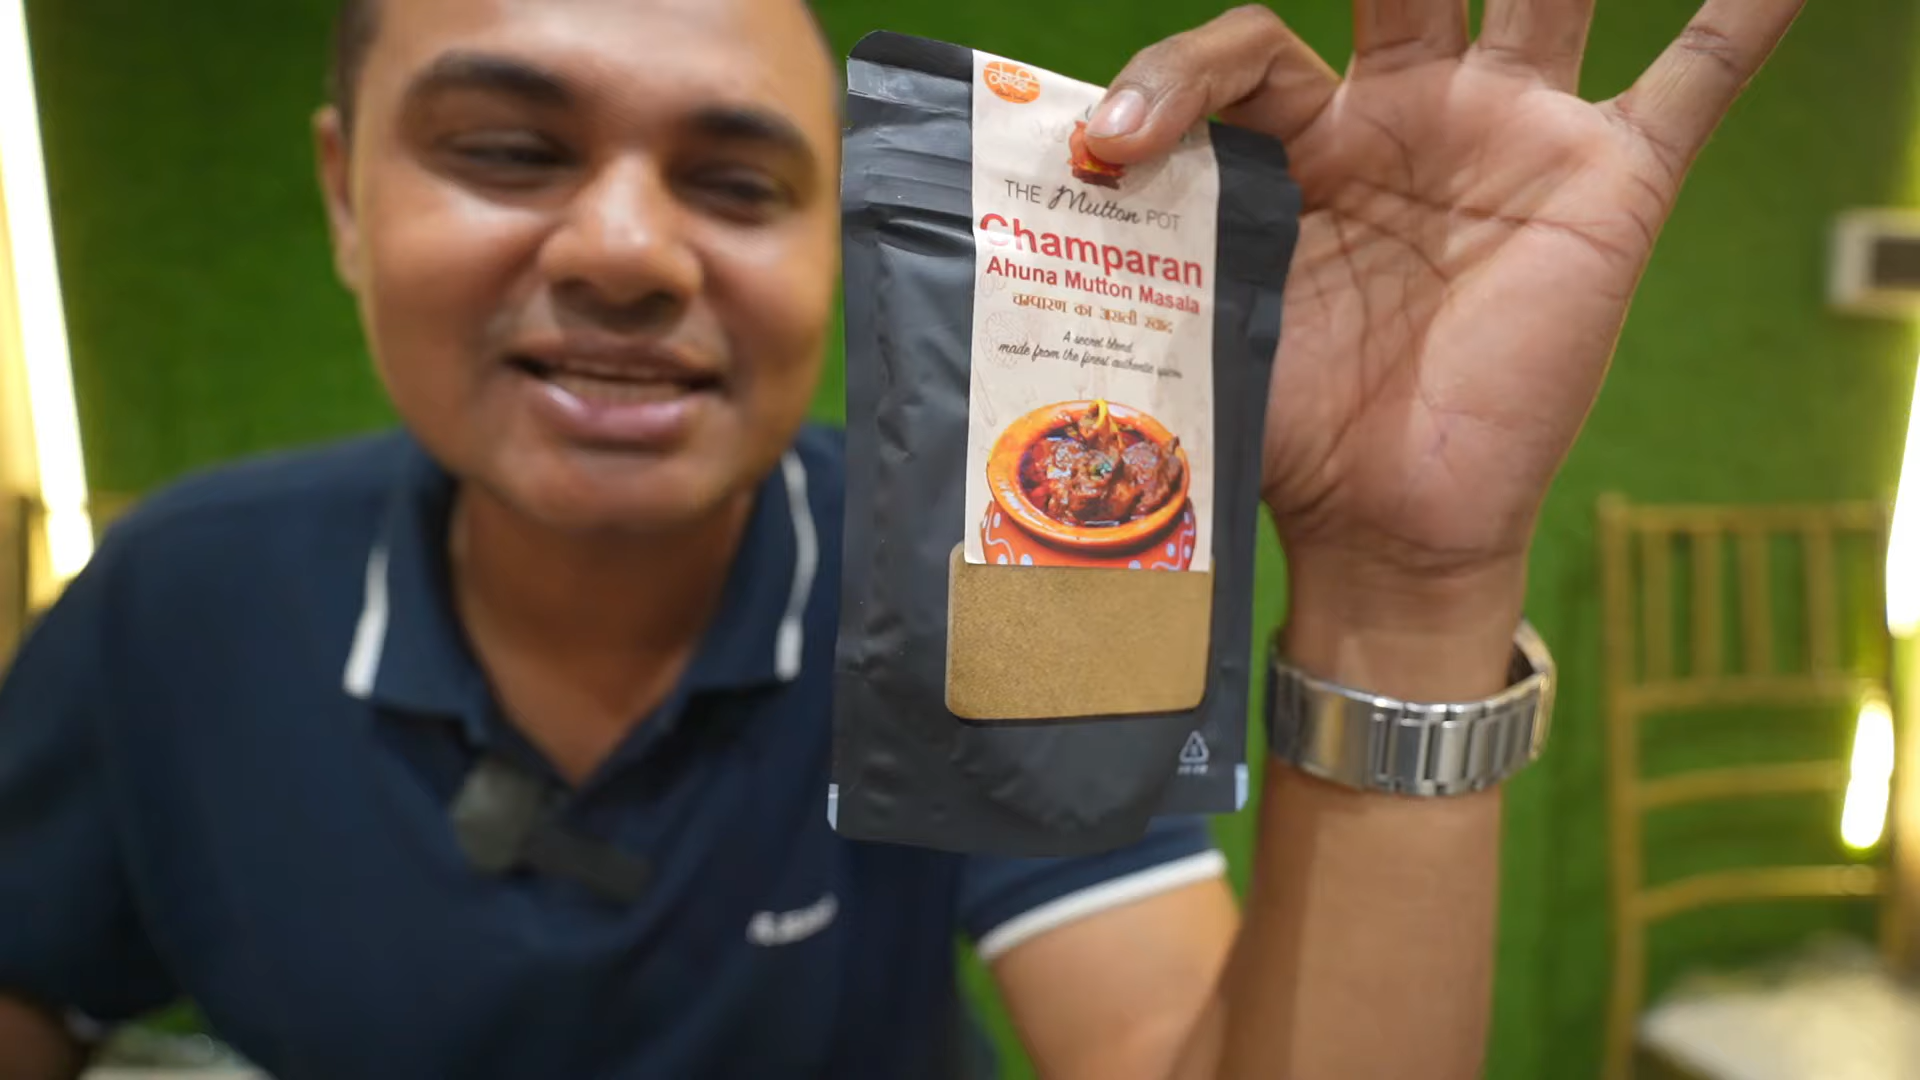 THE Mutton POT
Champaran
Ahuna Mutton Masala
चम्पारण का असली स्वाद
A secret blend
made from the finest authentic spices